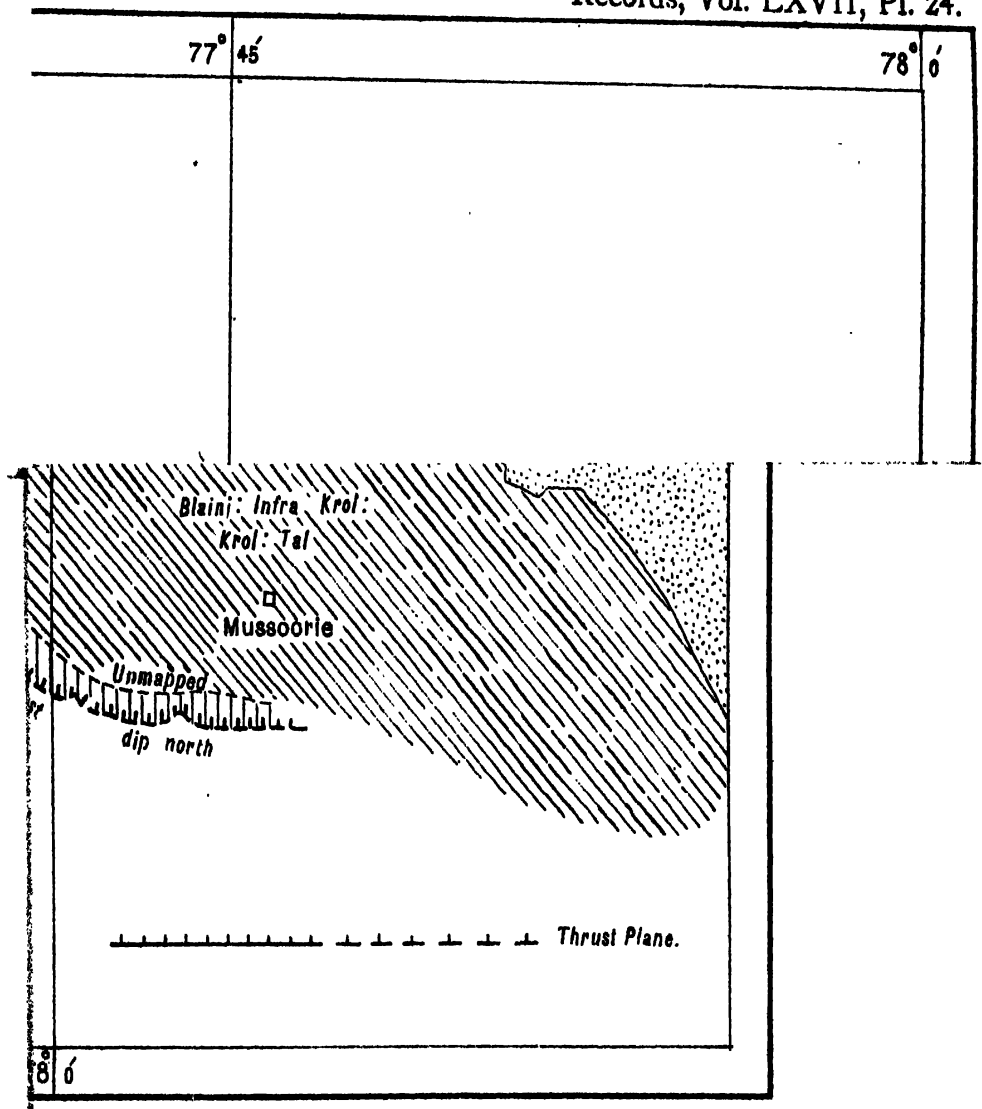 Records, Vol. LXVII, Pl. 24.
77° 45′
78° 0′
Blaini: Infra Krol:
Krol: Tal
Mussoorie
Unmapped
dip north
Thrust Plane.
8° 0′